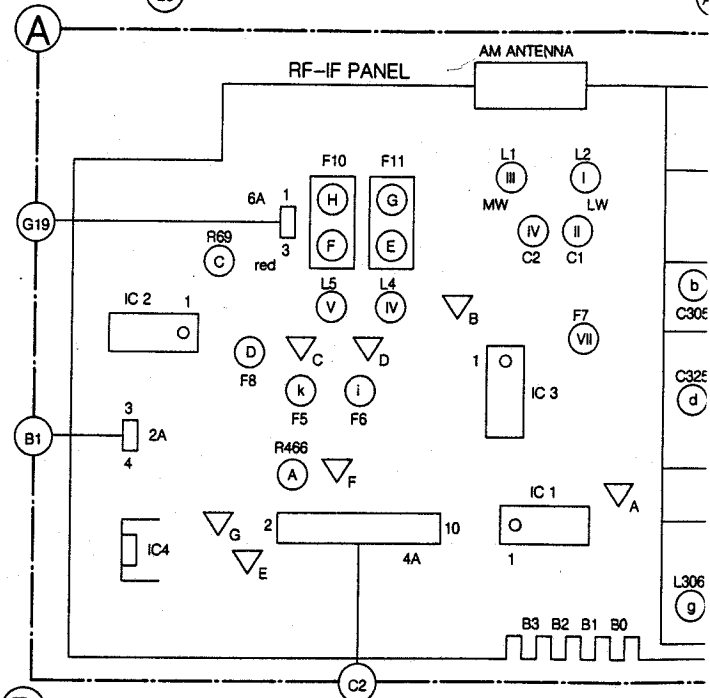 A
AM ANTENNA
RF-IF PANEL
F10 F11 L1 L2
III I
6A 1 H G MW LW
G19
R69 F E IV II
C red 3 C2 C1
b
L5 L4
IC 2 1 V IV B F7 C305
VII
D C D 1
F8 k i IC 3 C325
d
F5 F6
3
B1 2A
4 R466
A F
IC 1 A
G 2 10
IC4 E 4A 1
L306
g
B3 B2 B1 B0
C2